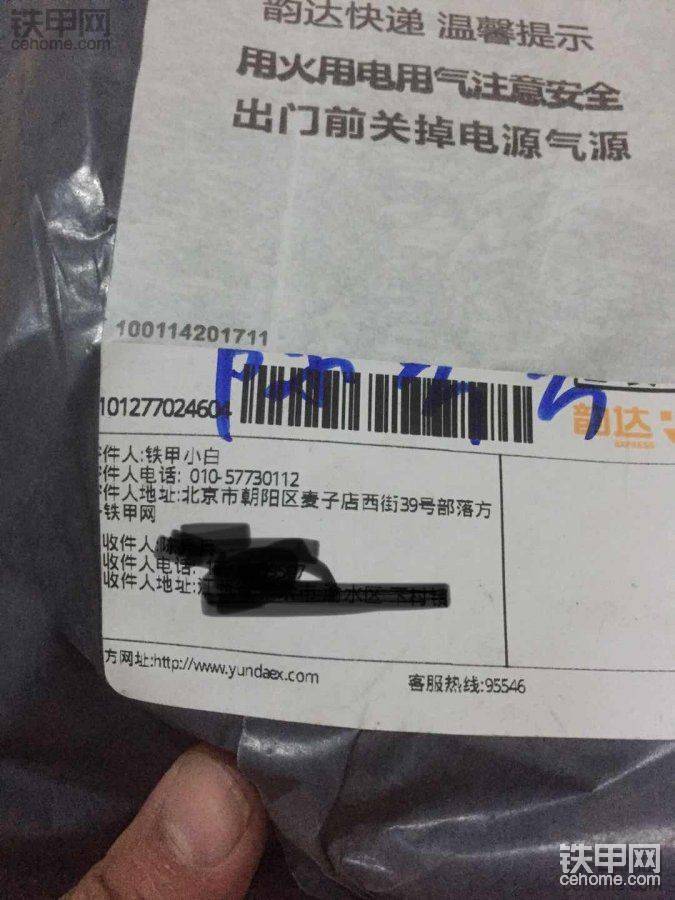 铁甲网
cehome.com
韵达快递 温馨提示
用火用电用气注意安全
出门前关掉电源气源
100114201711
101277024604
韵达
EXPRESS
件人:铁甲小白
件人电话: 010-57730112
件人地址:北京市朝阳区麦子店西街39号部落方
铁甲网
收件人
收件人电话:
收件人地址:
方网址:http://www.yundaex.com
客服热线:95546
铁甲网
cehome.com